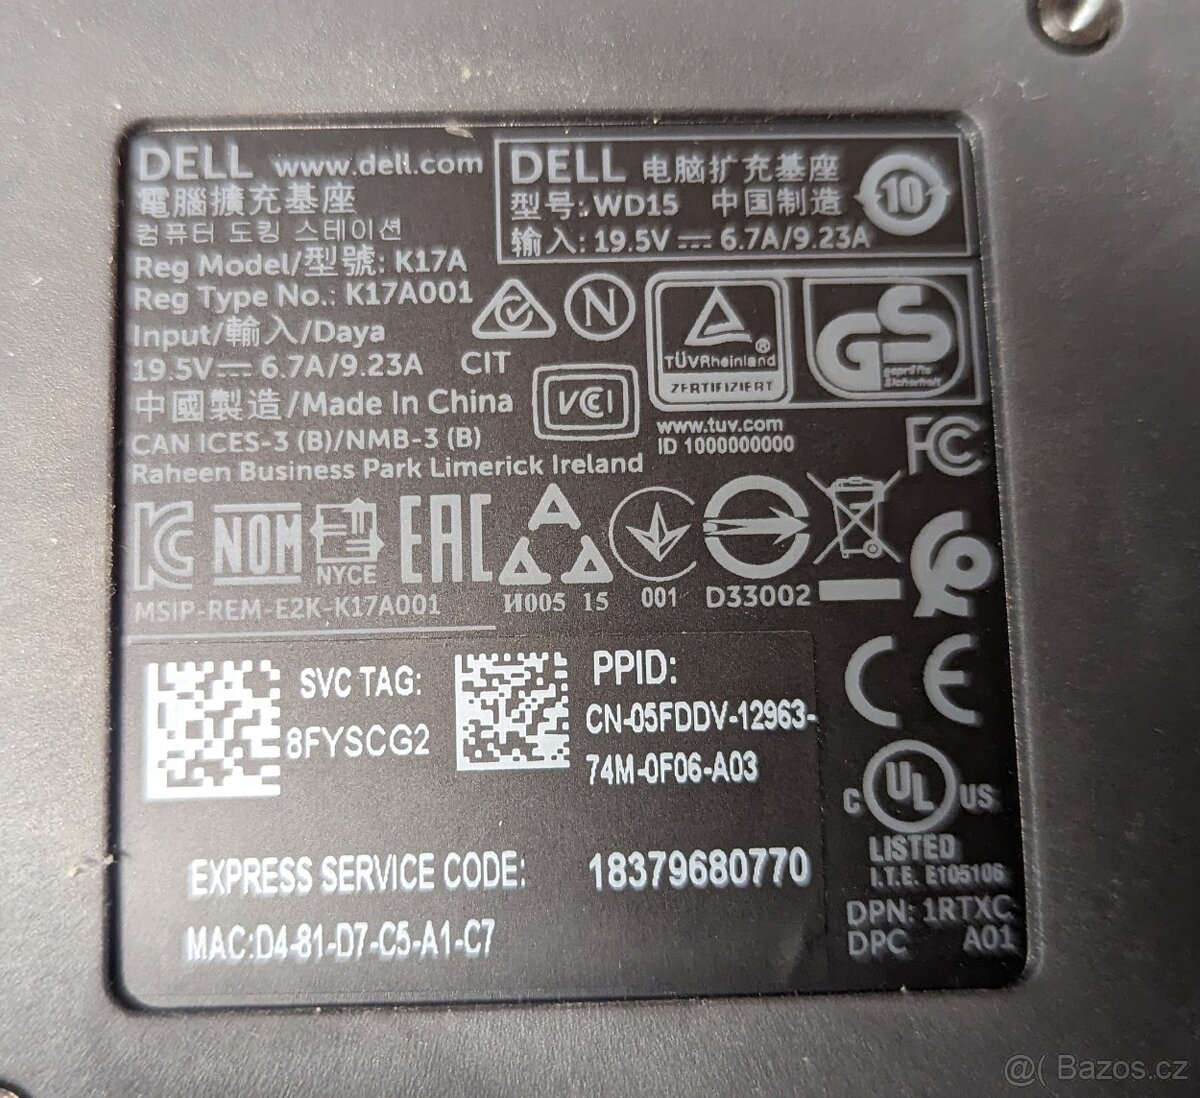 DELL www.dell.com
電腦擴充基座
컴퓨터 도킹 스테이션
Reg Model/型號: K17A
Reg Type No.: K17A001
Input/輸入/Daya
19.5V⎓ 6.7A/9.23A CIT
中國製造/Made In China
CAN ICES-3 (B)/NMB-3 (B)
Raheen Business Park Limerick Ireland
DELL 电脑扩充基座
型号: WD15 中国制造
输入: 19.5V⎓ 6.7A/9.23A
10
N
VCI
TÜVRheinland®
ZERTIFIZIERT
GS
geprüfte
Sicherheit
www.tuv.com
ID 1000000000
FC
KC NOM NYCE EAC
MSIP-REM-E2K-K17A001
И005 15 001 D33002
SVC TAG:
8FYSCG2
PPID:
CN-05FDDV-12963-
74M-0F06-A03
EXPRESS SERVICE CODE: 18379680770
MAC:D4-81-D7-C5-A1-C7
CE
C UL US
LISTED
I.T.E. E105106
DPN: 1RTXC
DPC A01
@( Bazos.cz